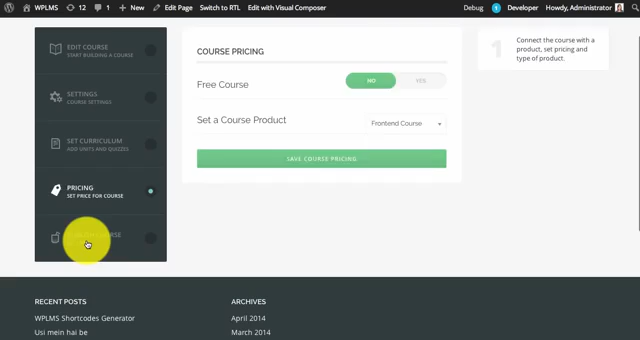 WPLMS 12 1 New Edit Page Switch to RTL Edit with Visual Composer Debug 1 Developer Howdy, Administrator
EDIT COURSE
START BUILDING A COURSE
SETTINGS
COURSE SETTINGS
SET CURRICULUM
ADD UNITS AND QUIZZES
PRICING
SET PRICE FOR COURSE
COURSE PRICING
Free Course
NO YES
Set a Course Product
Frontend Course
SAVE COURSE PRICING
1
Connect the course with a
product, set pricing and
type of product.
RECENT POSTS
WPLMS Shortcodes Generator
Usi mein hai be
ARCHIVES
April 2014
March 2014